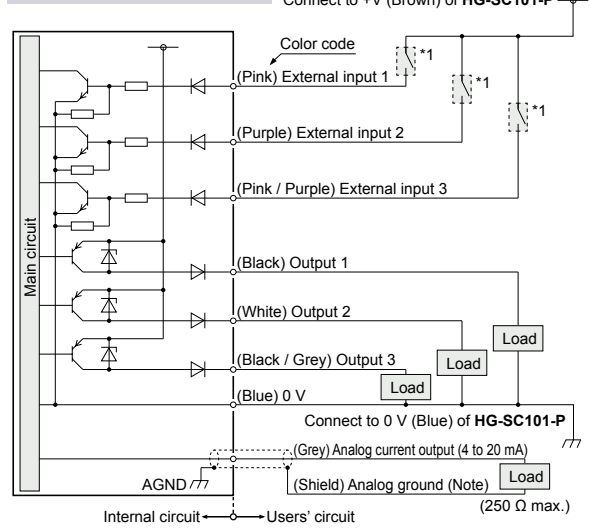 Connect to +V (Brown) of HG-SC101-P
Color code
*1
(Pink) External input 1
*1
*1
(Purple) External input 2
(Pink / Purple) External input 3
Main circuit
(Black) Output 1
(White) Output 2
Load
Load
(Black / Grey) Output 3
Load
(Blue) 0 V
Connect to 0 V (Blue) of HG-SC101-P
(Grey) Analog current output (4 to 20 mA)
Load
AGND
(Shield) Analog ground (Note)
(250 Ω max.)
Internal circuit
Users' circuit